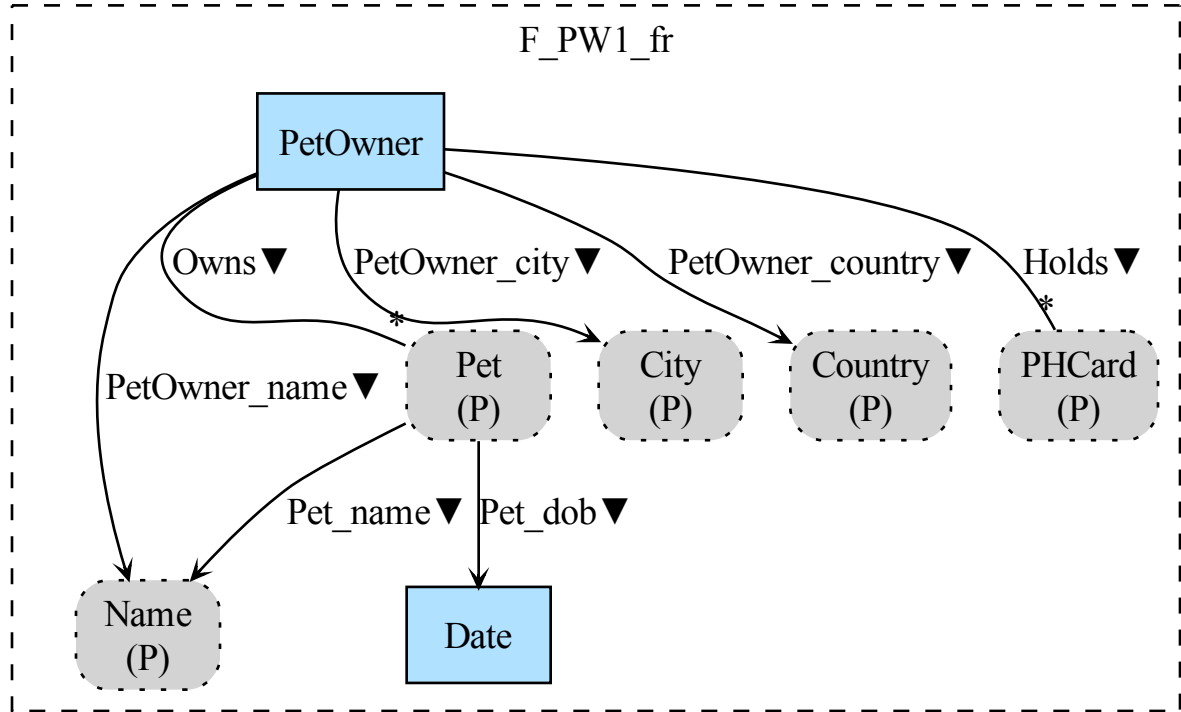 F_PW1_fr
PetOwner
Owns▼
PetOwner_city▼
PetOwner_country▼
Holds▼
*
*
Pet
(P)
City
(P)
Country
(P)
PHCard
(P)
PetOwner_name▼
Pet_name▼
Pet_dob▼
Name
(P)
Date